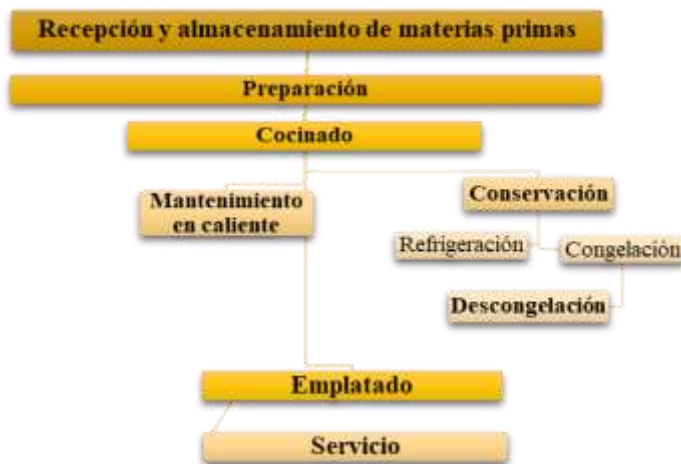 Recepción y almacenamiento de materias primas
Preparación
Cocinado
Mantenimiento
en caliente
Conservación
Refrigeración
Congelación
Descongelación
Emplatado
Servicio